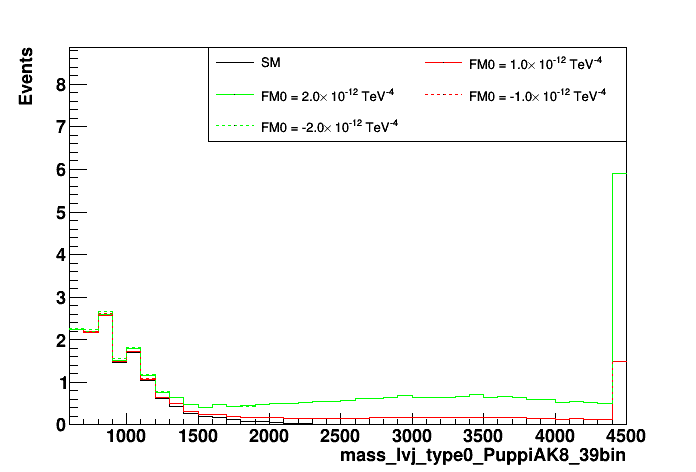 Events
SM
FM0 = 1.0× 10⁻¹² TeV⁻⁴
FM0 = 2.0× 10⁻¹² TeV⁻⁴
FM0 = -1.0× 10⁻¹² TeV⁻⁴
FM0 = -2.0× 10⁻¹² TeV⁻⁴
8
7
6
5
4
3
2
1
0
1000 1500 2000 2500 3000 3500 4000 4500
mass_lvj_type0_PuppiAK8_39bin